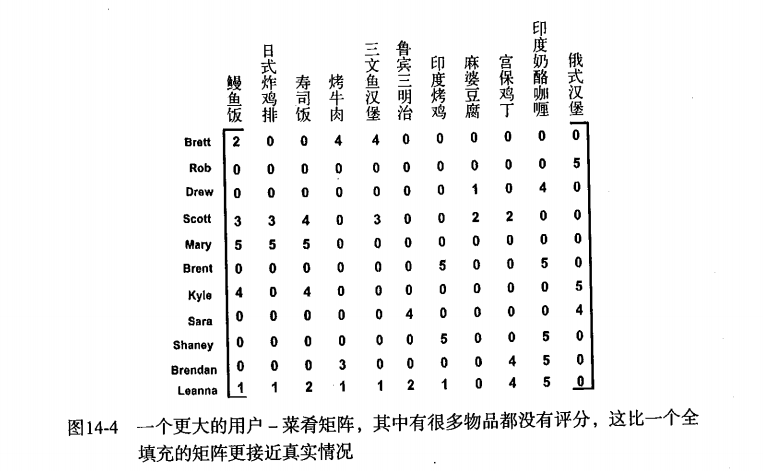 鳗鱼饭 日式炸鸡排 寿司饭 烤牛肉 三文鱼汉堡 鲁宾三明治 印度烤鸡 麻婆豆腐 宫保鸡丁 印度奶酪咖喱 俄式汉堡
Brett 2 0 0 4 4 0 0 0 0 0 0
Rob 0 0 0 0 0 0 0 0 0 0 5
Drew 0 0 0 0 0 0 0 1 0 4 0
Scott 3 3 4 0 3 0 0 2 2 0 0
Mary 5 5 5 0 0 0 0 0 0 0 0
Brent 0 0 0 0 0 0 5 0 0 5 0
Kyle 4 0 4 0 0 0 0 0 0 0 5
Sara 0 0 0 0 0 4 0 0 0 0 4
Shaney 0 0 0 0 0 0 5 0 0 5 0
Brendan 0 0 0 3 0 0 0 0 4 5 0
Leanna 1 1 2 1 1 2 1 0 4 5 0
图14-4 一个更大的用户－菜肴矩阵，其中有很多物品都没有评分，这比一个全
填充的矩阵更接近真实情况